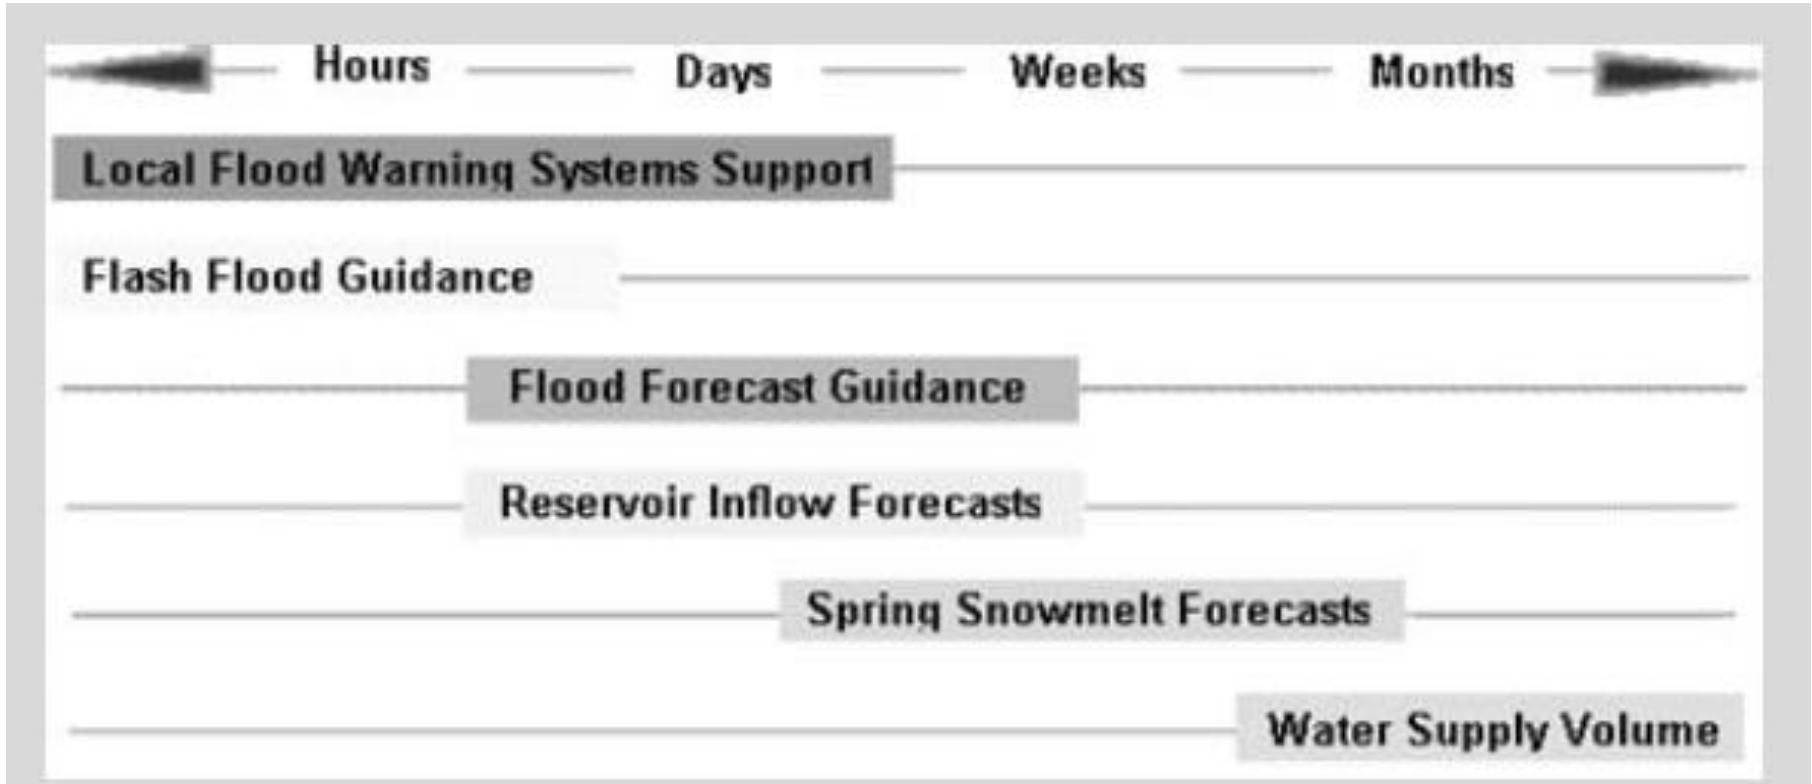 Hours Days Weeks Months
Local Flood Warning Systems Support
Flash Flood Guidance
Flood Forecast Guidance
Reservoir Inflow Forecasts
Spring Snowmelt Forecasts
Water Supply Volume